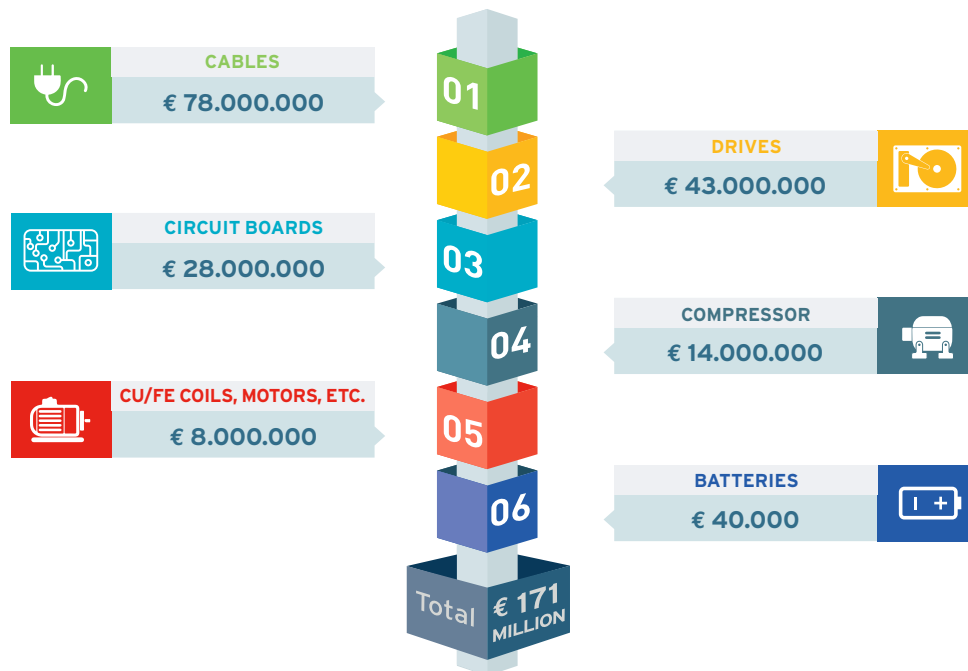 CABLES
€ 78.000.000
01
DRIVES
€ 43.000.000
02
CIRCUIT BOARDS
€ 28.000.000
03
COMPRESSOR
€ 14.000.000
04
CU/FE COILS, MOTORS, ETC.
€ 8.000.000
05
BATTERIES
€ 40.000
06
Total
€ 171
MILLION